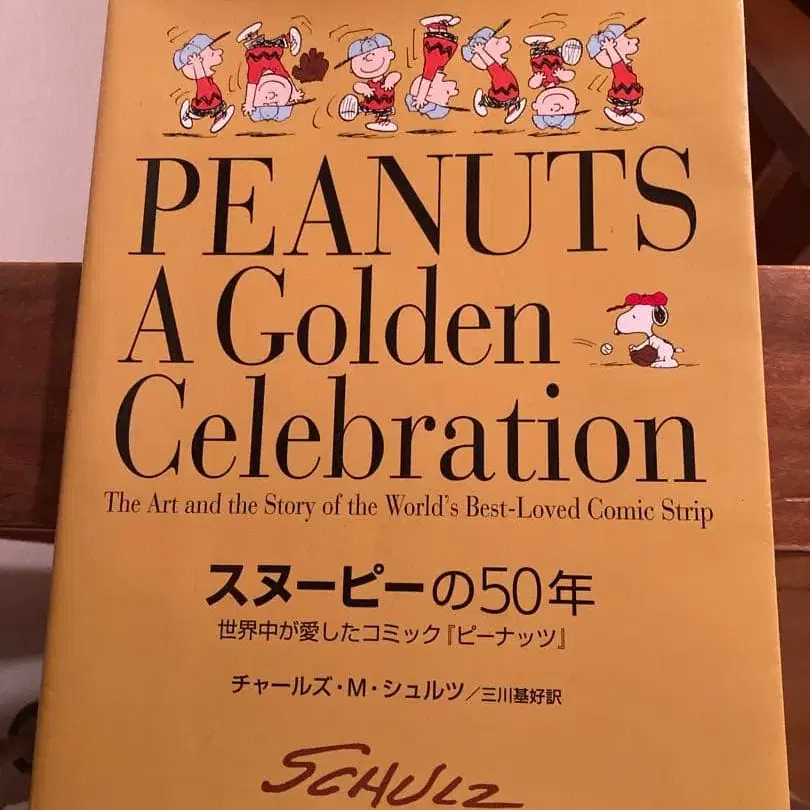 PEANUTS
A Golden
Celebration
The Art and the Story of the World's Best-Loved Comic Strip
スヌーピーの50年
世界中が愛したコミック『ピーナッツ』
チャールズ・M・シュルツ／三川基好訳
SCHULZ